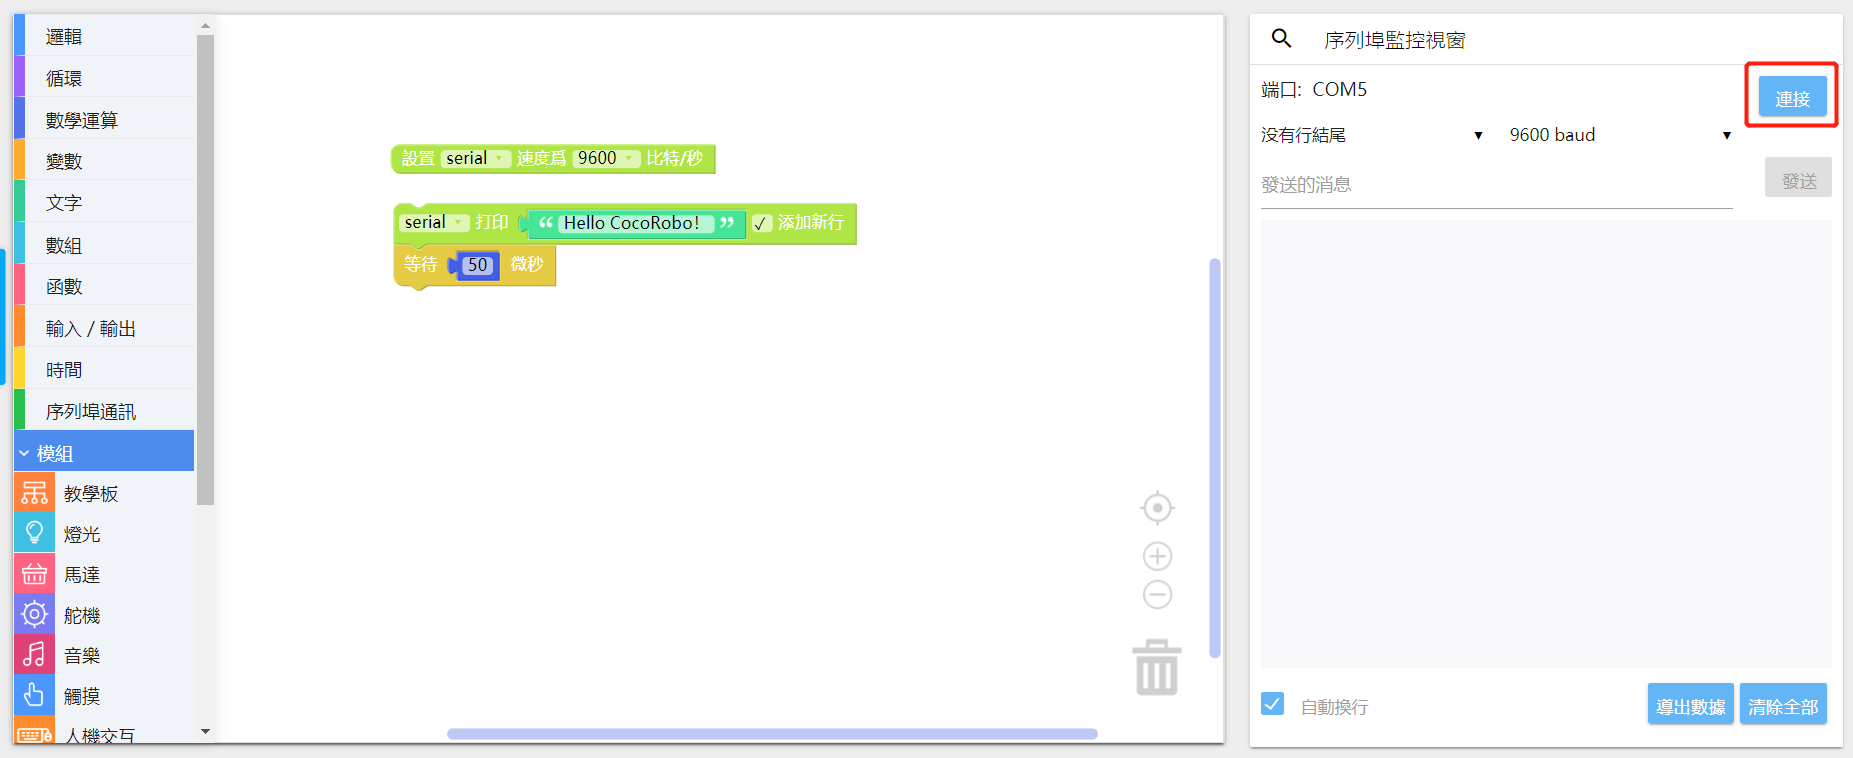 邏輯
循環
數學運算
變數
文字
數組
函數
輸入 / 輸出
時間
序列埠通訊
模組
教學板
燈光
馬達
舵機
音樂
觸摸
人機交互
設置 serial 速度爲 9600 比特/秒
serial 打印 “ Hello CocoRobo! ” ✓ 添加新行
等待 50 微秒
序列埠監控視窗
端口: COM5
連接
没有行結尾
9600 baud
發送的消息
發送
自動換行
導出數據
清除全部